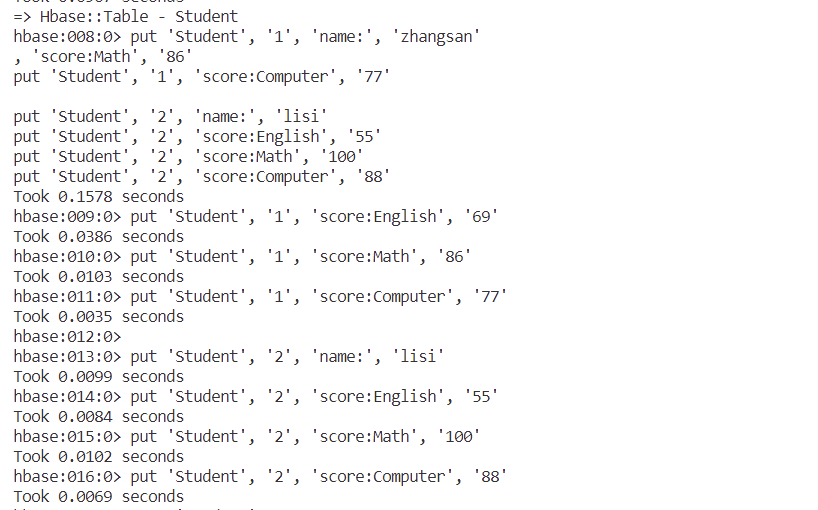 Took 0.6967 seconds
=> Hbase::Table - Student
hbase:008:0> put 'Student', '1', 'name:', 'zhangsan'
, 'score:Math', '86'
put 'Student', '1', 'score:Computer', '77'
put 'Student', '2', 'name:', 'lisi'
put 'Student', '2', 'score:English', '55'
put 'Student', '2', 'score:Math', '100'
put 'Student', '2', 'score:Computer', '88'
Took 0.1578 seconds
hbase:009:0> put 'Student', '1', 'score:English', '69'
Took 0.0386 seconds
hbase:010:0> put 'Student', '1', 'score:Math', '86'
Took 0.0103 seconds
hbase:011:0> put 'Student', '1', 'score:Computer', '77'
Took 0.0035 seconds
hbase:012:0>
hbase:013:0> put 'Student', '2', 'name:', 'lisi'
Took 0.0099 seconds
hbase:014:0> put 'Student', '2', 'score:English', '55'
Took 0.0084 seconds
hbase:015:0> put 'Student', '2', 'score:Math', '100'
Took 0.0102 seconds
hbase:016:0> put 'Student', '2', 'score:Computer', '88'
Took 0.0069 seconds